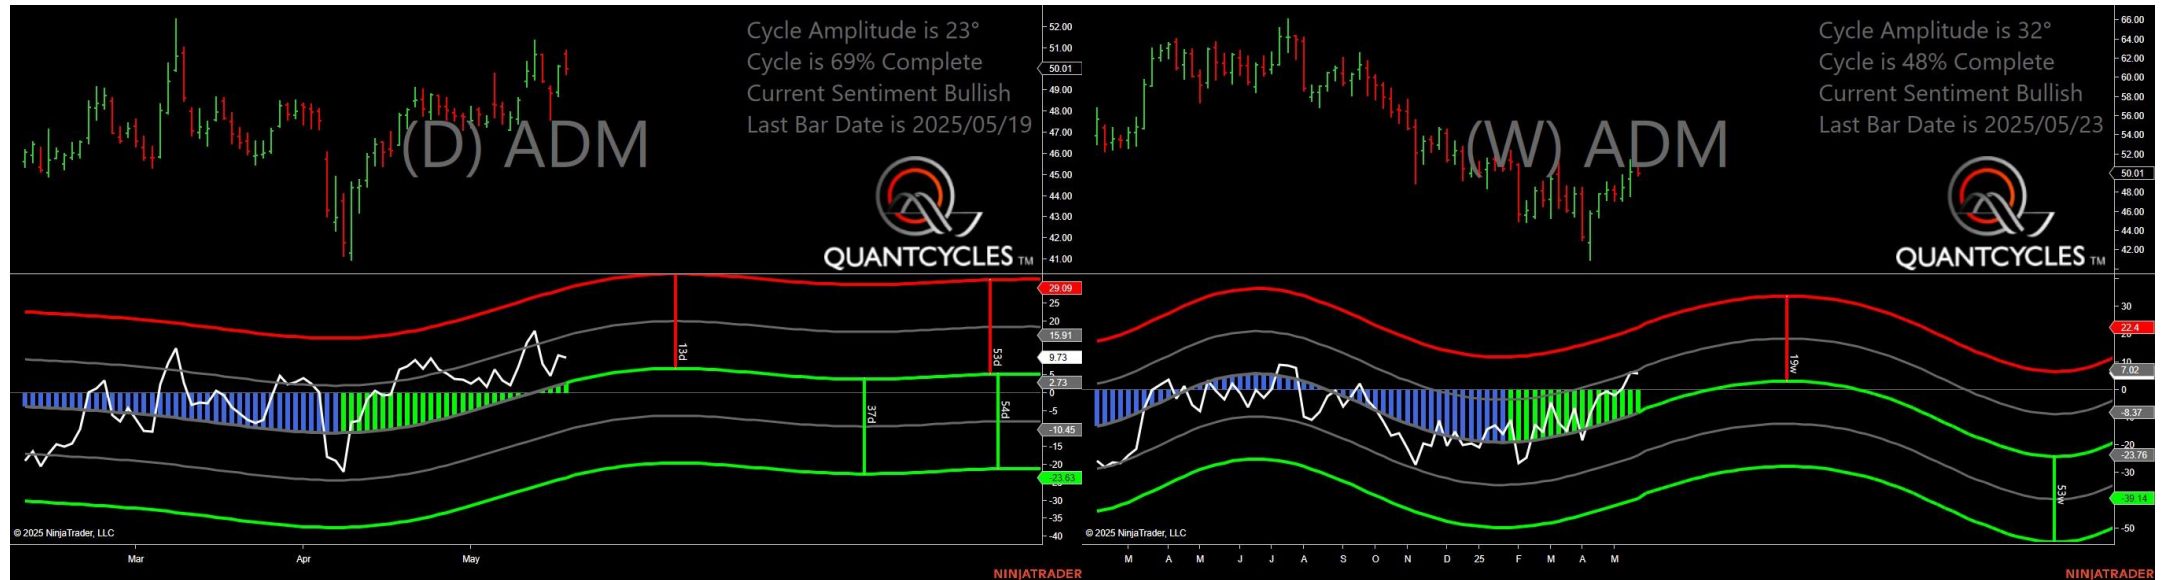 Cycle Amplitude is 23°
Cycle is 69% Complete
Current Sentiment Bullish
Last Bar Date is 2025/05/19
(D) ADM
QUANTCYCLES TM
52.00
51.00
50.01
49.00
48.00
47.00
46.00
45.00
44.00
43.00
42.00
41.00
29.09
25
20
15.91
9.73
5
2.73
0
-5
-10.45
-15
-20
-23.63
-30
-35
-40
13d
37d
53d
54d
© 2025 NinjaTrader, LLC
Mar Apr May
NINJATRADER
Cycle Amplitude is 32°
Cycle is 48% Complete
Current Sentiment Bullish
Last Bar Date is 2025/05/23
(W) ADM
QUANTCYCLES TM
66.00
64.00
62.00
60.00
58.00
56.00
54.00
52.00
50.01
48.00
46.00
44.00
42.00
30
22.4
10
7.02
0
-8.37
-20
-23.76
-30
-39.14
-50
19w
53w
© 2025 NinjaTrader, LLC
M A M J J A S O N D 25 F M A M
NINJATRADER